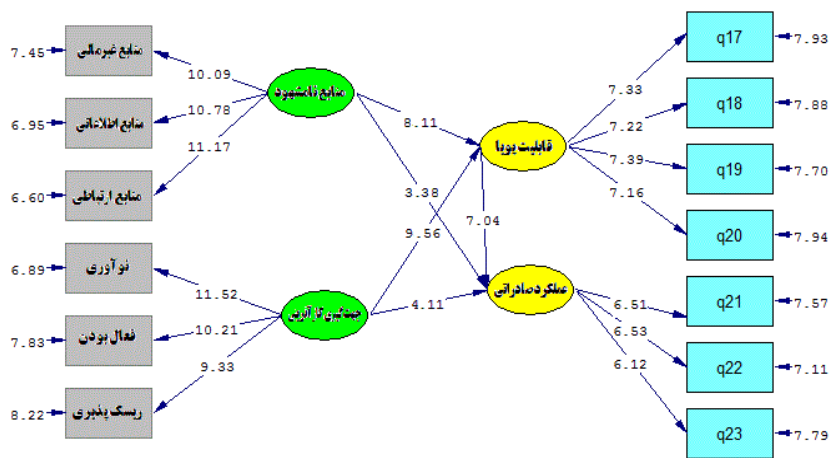 7.45
منابع غیرمالی
10.09
6.95
منابع اطلاعاتی
10.78
6.60
منابع ارتباطی
11.17
6.89
نوآوری
11.52
7.83
فعال بودن
10.21
8.22
ریسک پذیری
9.33
منابع نامشهود
جهت‌گیری کارآفرین
8.11
3.38
9.56
4.11
7.04
قابلیت پویا
عملکرد صادراتی
7.33
q17
7.93
7.22
q18
7.88
7.39
q19
7.70
7.16
q20
7.94
6.51
q21
7.57
6.53
q22
7.11
6.12
q23
7.79